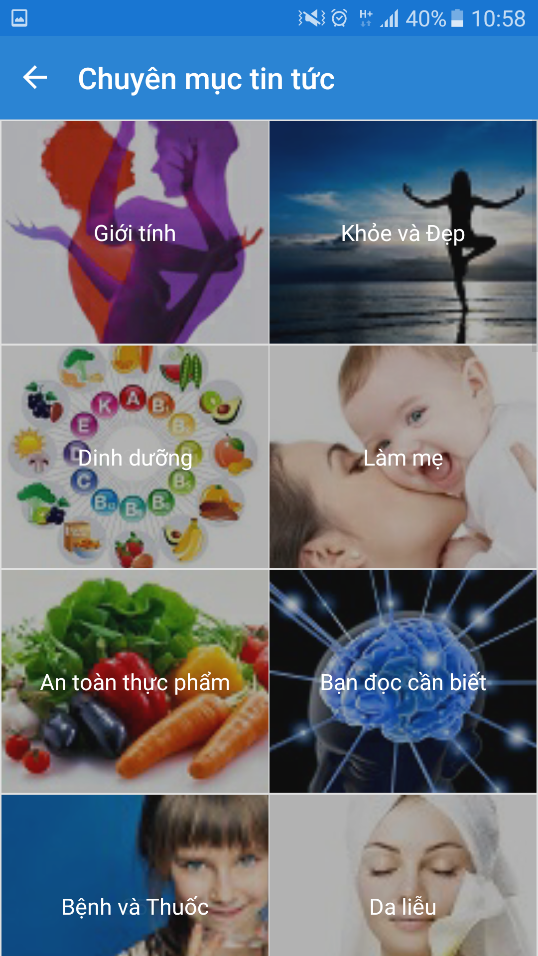 H+ 40% 10:58
Chuyên mục tin tức
Giới tính
Khỏe và Đẹp
K A B₁
E
Dinh dưỡng
C
Làm mẹ
An toàn thực phẩm
Bạn đọc cần biết
Bệnh và Thuốc
Da liễu